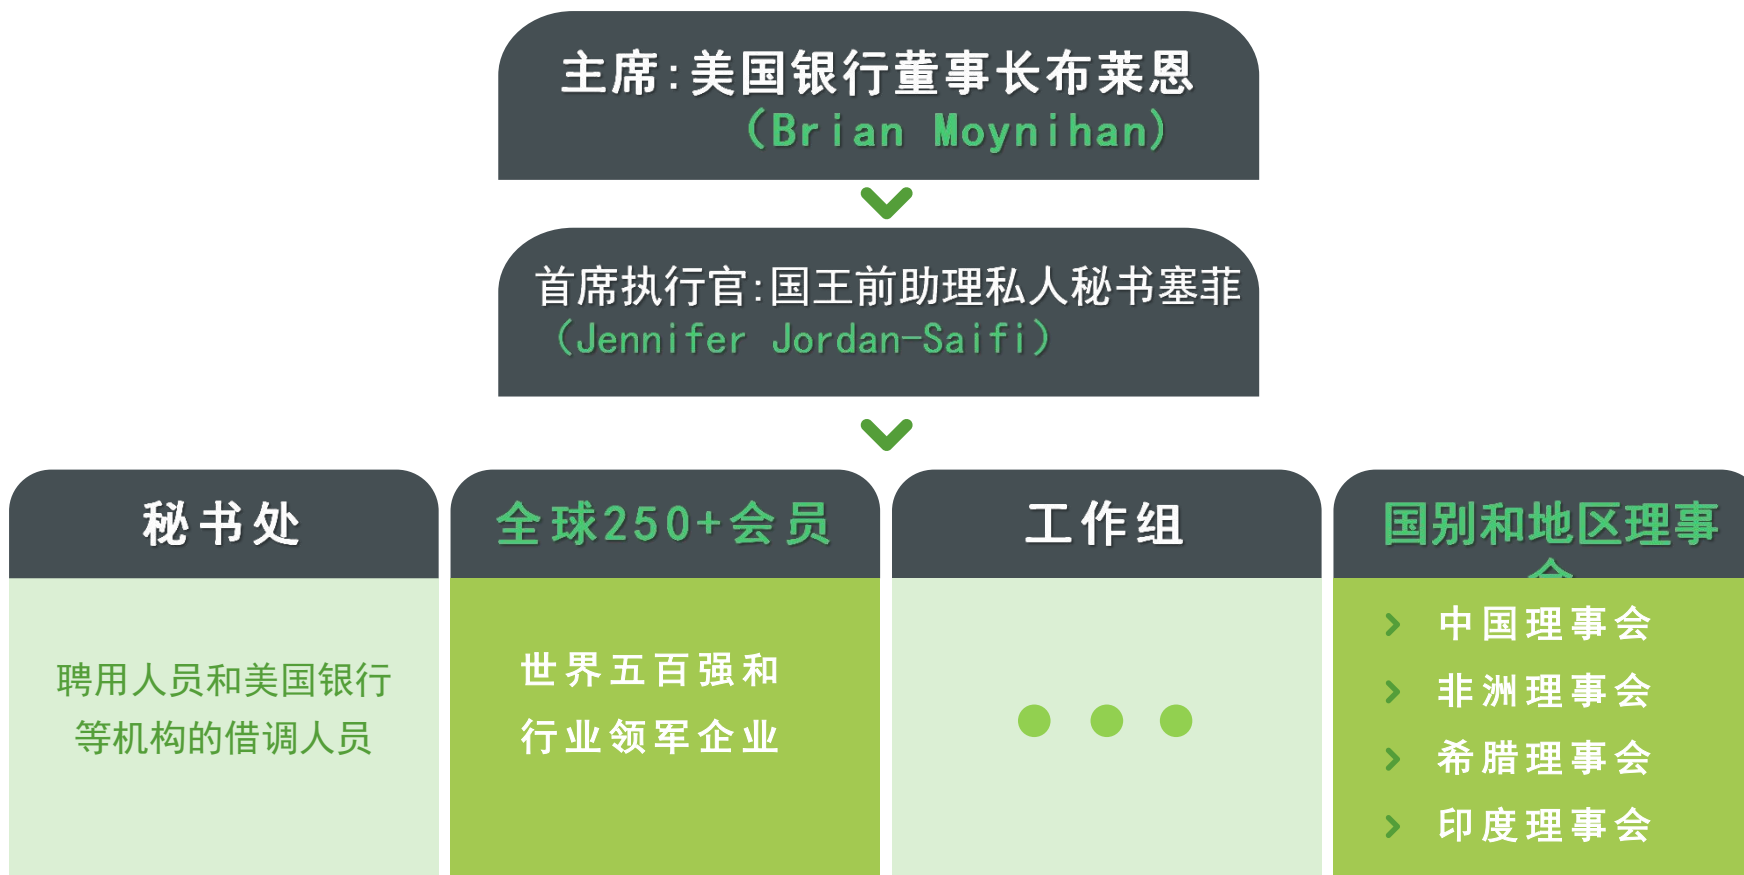 主席:美国银行董事长布莱恩
(Brian Moynihan)
首席执行官:国王前助理私人秘书塞菲
(Jennifer Jordan-Saifi)
秘书处
聘用人员和美国银行
等机构的借调人员
全球250+会员
世界五百强和
行业领军企业
工作组
国别和地区理事
会
中国理事会
非洲理事会
希腊理事会
印度理事会